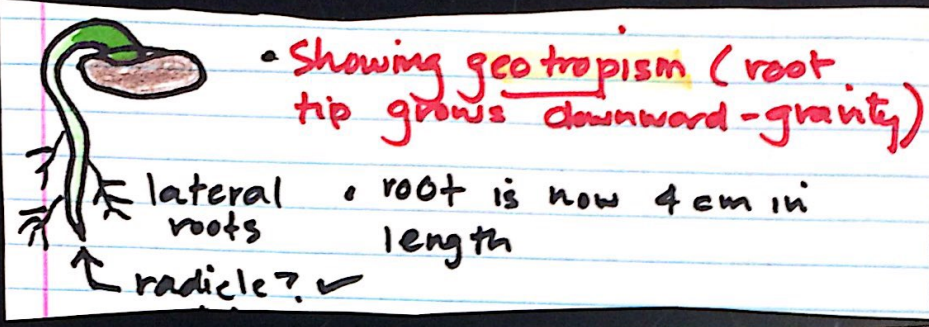 • Showing geotropism (root
tip grows downward-gravity)
lateral
roots
• root is now 4 cm in
length
radicle? ✓